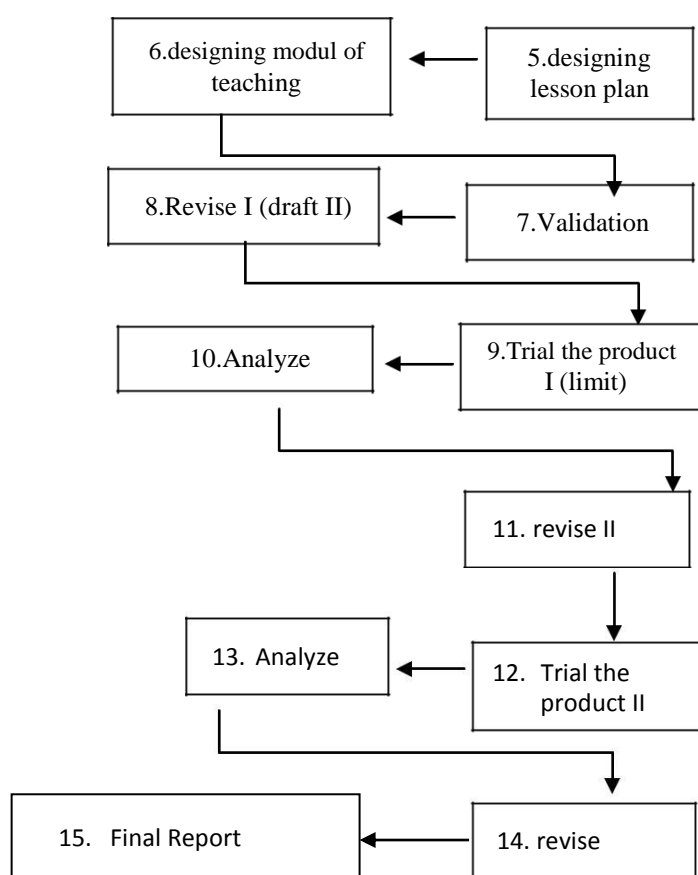 6.designing modul of
teaching
5.designing
lesson plan
8.Revise I (draft II)
7.Validation
10.Analyze
9.Trial the product
I (limit)
11. revise II
13. Analyze
12. Trial the
product II
15. Final Report
14. revise